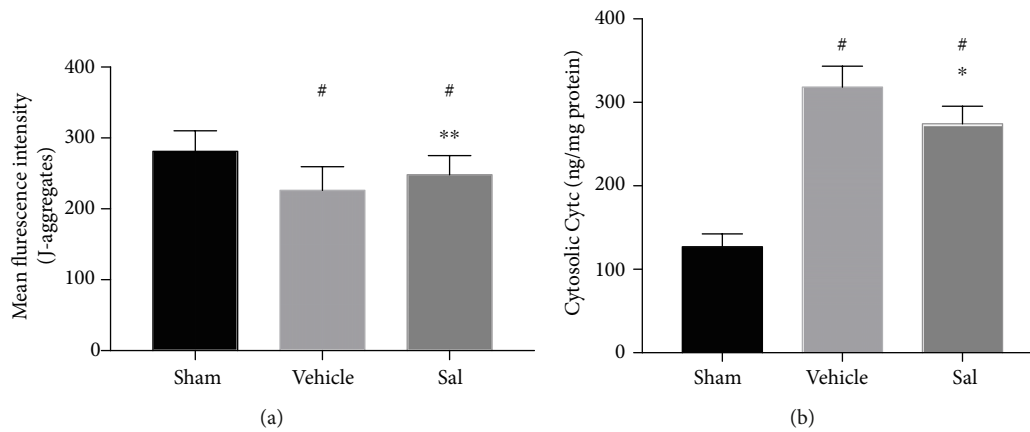 Mean flurescence intensity
(J-aggregates)
400
300
200
100
0
#
#
**
Sham
Vehicle
Sal
(a)
Cytosolic Cytc (ng/mg protein)
400
300
200
100
0
#
#
*
Sham
Vehicle
Sal
(b)